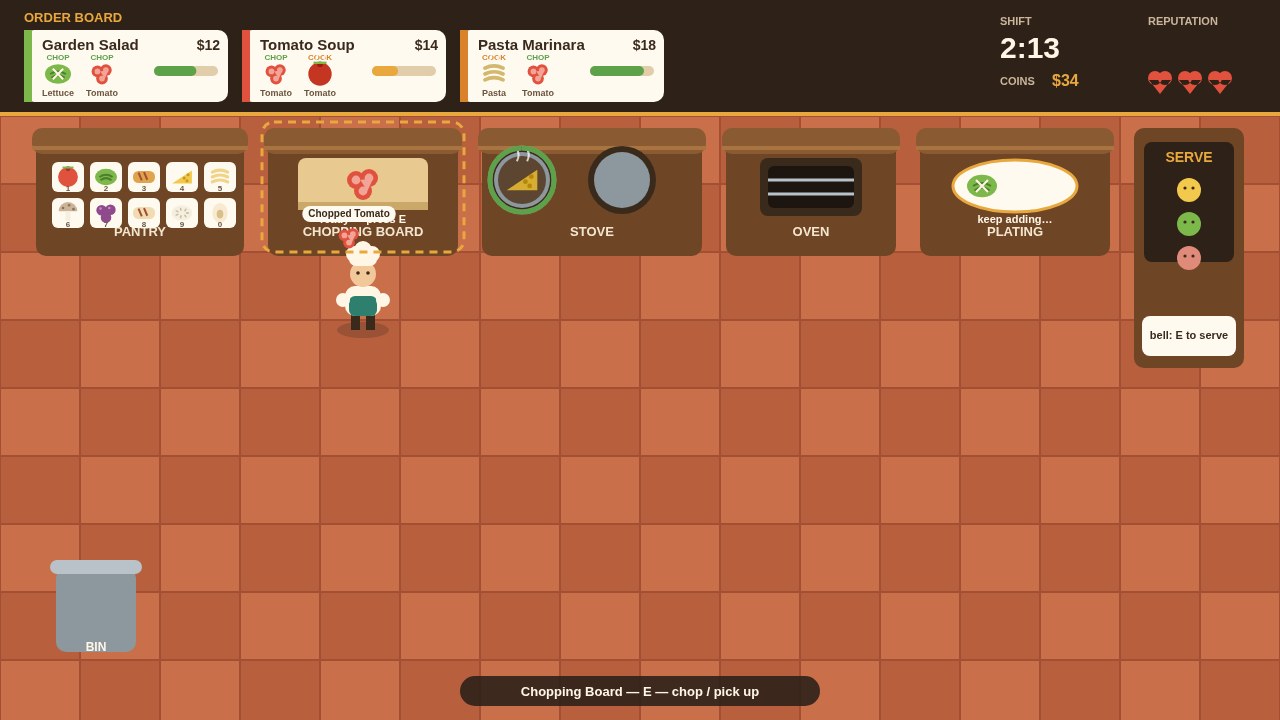 ORDER BOARD
Garden Salad $12
CHOP CHOP
Lettuce Tomato
Tomato Soup $14
CHOP COOK
Tomato Tomato
Pasta Marinara $18
COOK CHOP
Pasta Tomato
SHIFT
2:13
COINS $34
REPUTATION
1 2 3 4 5
6 7 8 9 0
PANTRY
Chopped Tomato
E
CHOPPING BOARD
STOVE
OVEN
keep adding…
PLATING
SERVE
bell: E to serve
BIN
Chopping Board — E — chop / pick up